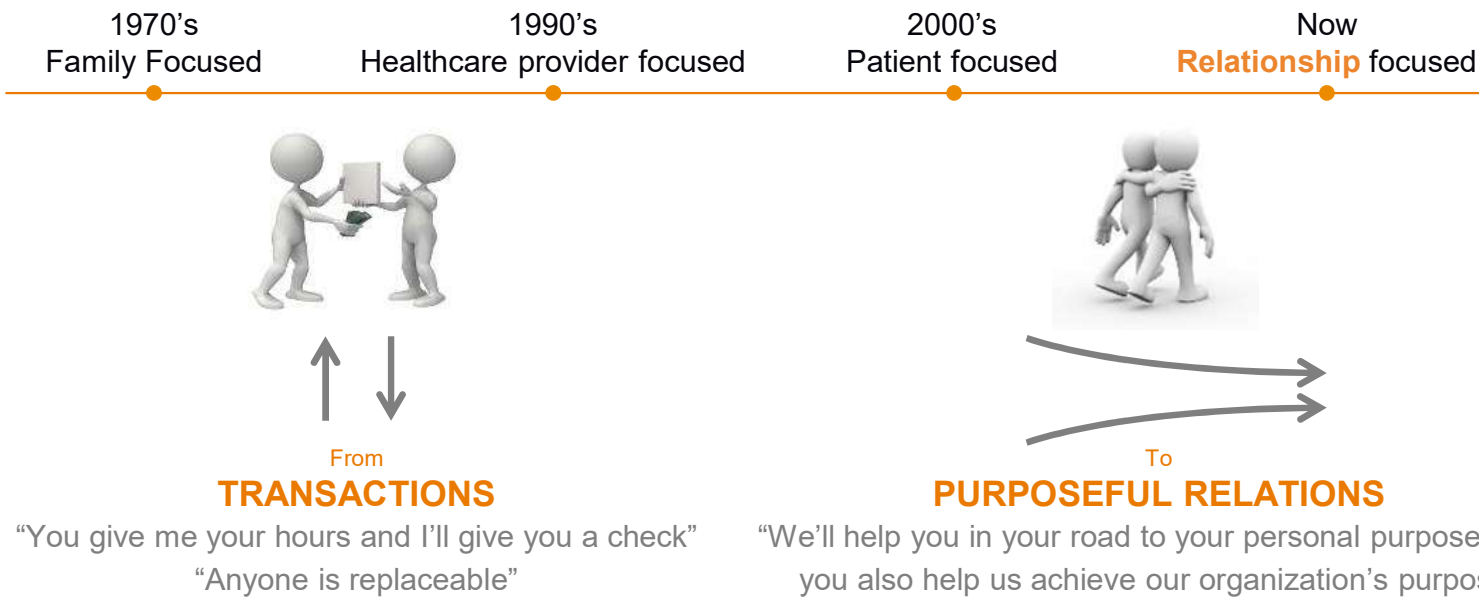 1970’s
Family Focused
1990’s
Healthcare provider focused
2000’s
Patient focused
Now
Relationship focused
From
TRANSACTIONS
“You give me your hours and I’ll give you a check”
“Anyone is replaceable”
To
PURPOSEFUL RELATIONS
“We’ll help you in your road to your personal purpose
you also help us achieve our organization’s